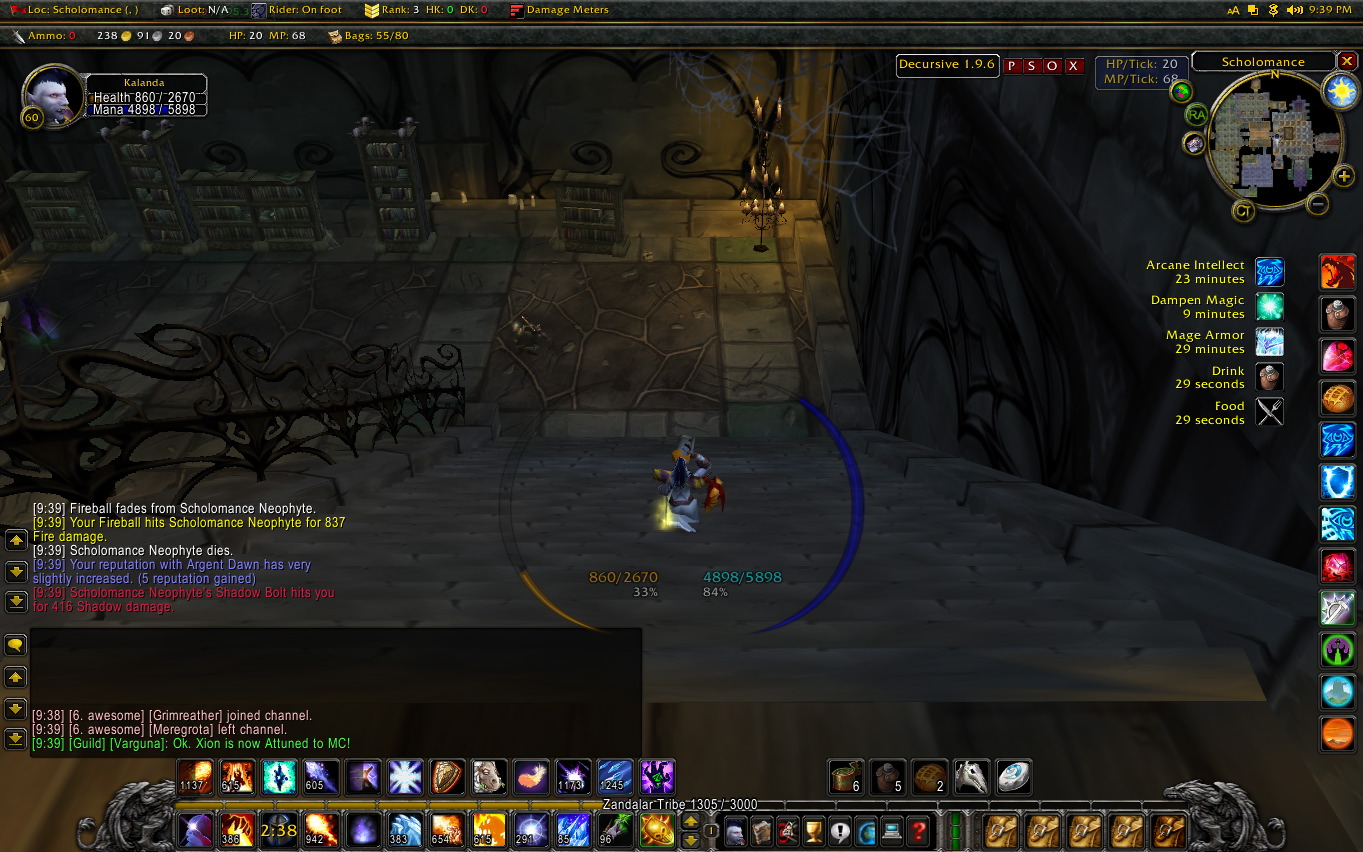 Loc: Scholomance (, ) Loot: N/A Rider: On foot Rank: 3 HK: 0 DK: 0 Damage Meters AA 9:39 PM
Ammo: 0 238 91 20 HP: 20 MP: 68 Bags: 55/80
Decursive 1.9.6 P S O X
HP/Tick: 20
MP/Tick: 68
Scholomance
N
RA
CT
Kalanda
Health 860 / 2670
Mana 4898 / 5898
60
Arcane Intellect
23 minutes
Dampen Magic
9 minutes
Mage Armor
29 minutes
Drink
29 seconds
Food
29 seconds
[9:39] Fireball fades from Scholomance Neophyte.
[9:39] Your Fireball hits Scholomance Neophyte for 837
Fire damage.
[9:39] Scholomance Neophyte dies.
[9:39] Your reputation with Argent Dawn has very
slightly increased. (5 reputation gained)
[9:39] Scholomance Neophyte's Shadow Bolt hits you
for 416 Shadow damage.
860/2670 4898/5898
33% 84%
[9:38] [6. awesome] [Grimreather] joined channel.
[9:39] [6. awesome] [Meregrota] left channel.
[9:39] [Guild] [Varguna]: Ok. Xion is now Attuned to MC!
1137 615 605 1173 1245 6 5 2
Zandalar Tribe 1305 / 3000
386 2:38 942 383 654 615 291 85 96 1